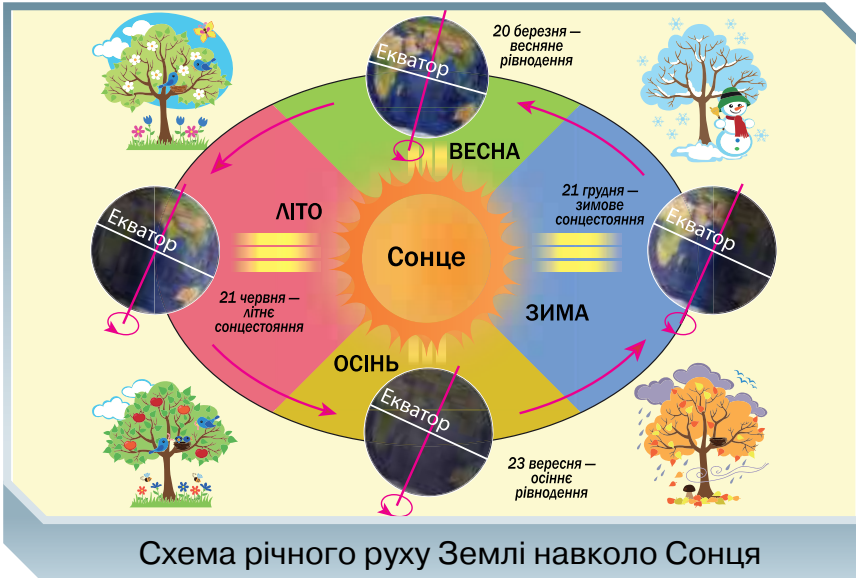 20 березня —
весняне
рівнодення
Екватор
ВЕСНА
21 грудня —
зимове
сонцестояння
ЛІТО
Екватор
Екватор
Сонце
21 червня —
літнє
сонцестояння
ЗИМА
ОСІНЬ
Екватор
23 вересня —
осіннє
рівнодення
Схема річного руху Землі навколо Сонця